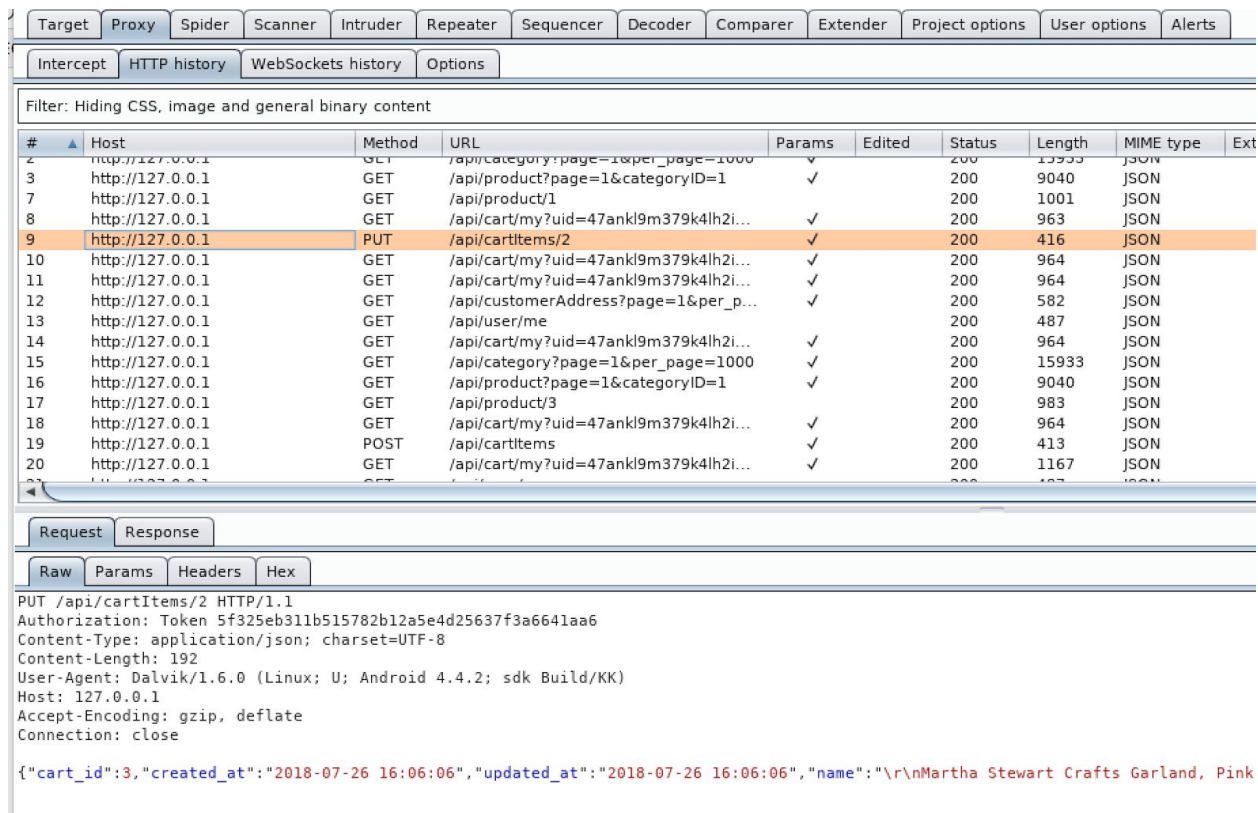 Target Proxy Spider Scanner Intruder Repeater Sequencer Decoder Comparer Extender Project options User options Alerts
Intercept HTTP history WebSockets history Options
Filter: Hiding CSS, image and general binary content
# Host Method URL Params Edited Status Length MIME type Ext
2 http://127.0.0.1 GET /api/category?page=1&per_page=1000 ✓ 200 15933 JSON
3 http://127.0.0.1 GET /api/product?page=1&categoryID=1 ✓ 200 9040 JSON
7 http://127.0.0.1 GET /api/product/1 200 1001 JSON
8 http://127.0.0.1 GET /api/cart/my?uid=47ankl9m379k4lh2i... ✓ 200 963 JSON
9 http://127.0.0.1 PUT /api/cartItems/2 ✓ 200 416 JSON
10 http://127.0.0.1 GET /api/cart/my?uid=47ankl9m379k4lh2i... ✓ 200 964 JSON
11 http://127.0.0.1 GET /api/cart/my?uid=47ankl9m379k4lh2i... ✓ 200 964 JSON
12 http://127.0.0.1 GET /api/customerAddress?page=1&per_p... ✓ 200 582 JSON
13 http://127.0.0.1 GET /api/user/me 200 487 JSON
14 http://127.0.0.1 GET /api/cart/my?uid=47ankl9m379k4lh2i... ✓ 200 964 JSON
15 http://127.0.0.1 GET /api/category?page=1&per_page=1000 ✓ 200 15933 JSON
16 http://127.0.0.1 GET /api/product?page=1&categoryID=1 ✓ 200 9040 JSON
17 http://127.0.0.1 GET /api/product/3 200 983 JSON
18 http://127.0.0.1 GET /api/cart/my?uid=47ankl9m379k4lh2i... ✓ 200 964 JSON
19 http://127.0.0.1 POST /api/cartItems ✓ 200 413 JSON
20 http://127.0.0.1 GET /api/cart/my?uid=47ankl9m379k4lh2i... ✓ 200 1167 JSON
Request Response
Raw Params Headers Hex
PUT /api/cartItems/2 HTTP/1.1
Authorization: Token 5f325eb311b515782b12a5e4d25637f3a6641aa6
Content-Type: application/json; charset=UTF-8
Content-Length: 192
User-Agent: Dalvik/1.6.0 (Linux; U; Android 4.4.2; sdk Build/KK)
Host: 127.0.0.1
Accept-Encoding: gzip, deflate
Connection: close
{"cart_id":3,"created_at":"2018-07-26 16:06:06","updated_at":"2018-07-26 16:06:06","name":"\r\nMartha Stewart Crafts Garland, Pink